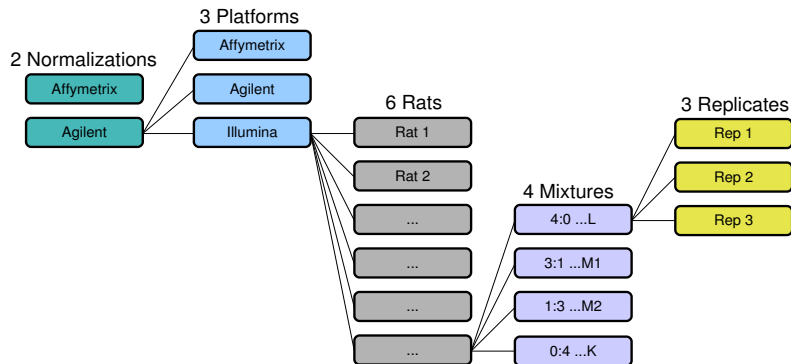 3 Platforms
Affymetrix
2 Normalizations
Affymetrix
Agilent
Agilent
Illumina
6 Rats
Rat 1
Rat 2
...
...
...
...
4 Mixtures
4:0 ...L
3:1 ...M1
1:3 ...M2
0:4 ...K
3 Replicates
Rep 1
Rep 2
Rep 3